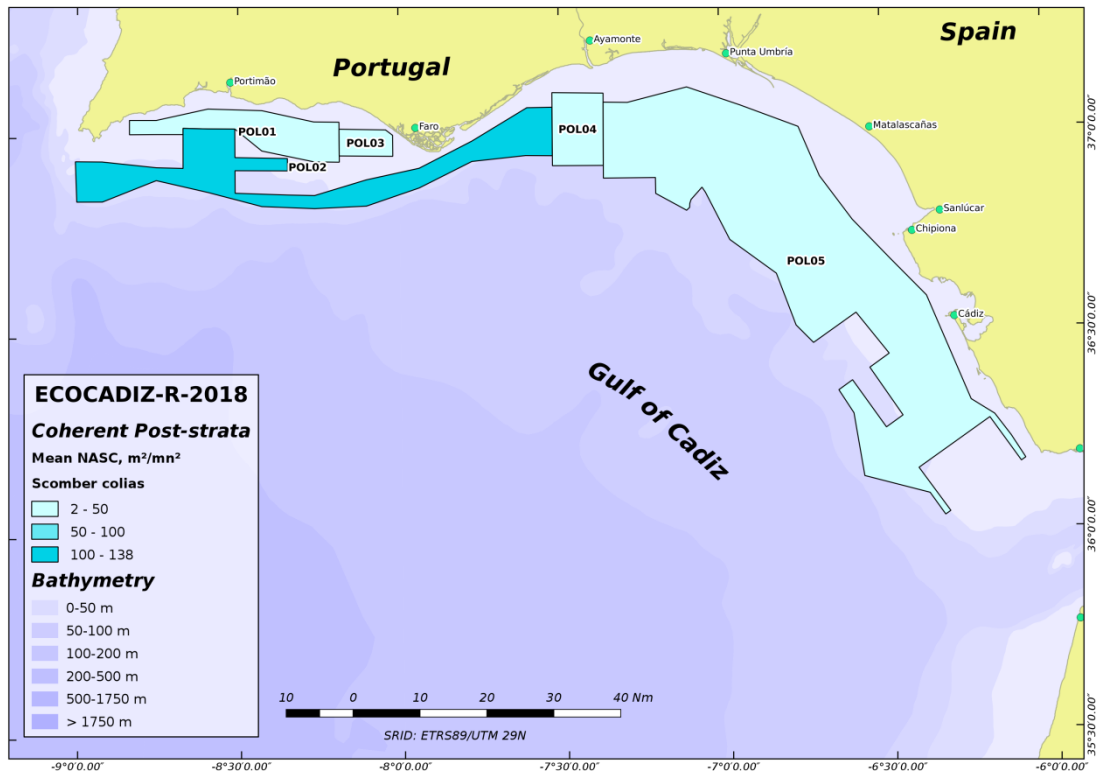 Spain
Portugal
Ayamonte
Punta Umbría
Portimão
Faro
Matalascañas
POL01
POL02
POL03
POL04
POL05
Sanlúcar
Chipiona
Cádiz
Gulf of Cadiz
37°0'0.00"
36°30'0.00"
36°0'0.00"
35°30'0.00"
ECOCADIZ-R-2018
Coherent Post-strata
Mean NASC, m²/mn²
Scomber colias
2 - 50
50 - 100
100 - 138
Bathymetry
0-50 m
50-100 m
100-200 m
200-500 m
500-1750 m
> 1750 m
10 0 10 20 30 40 Nm
SRID: ETRS89/UTM 29N
-9°0'0.00" -8°30'0.00" -8°0'0.00" -7°30'0.00" -7°0'0.00" -6°30'0.00" -6°0'0.00"